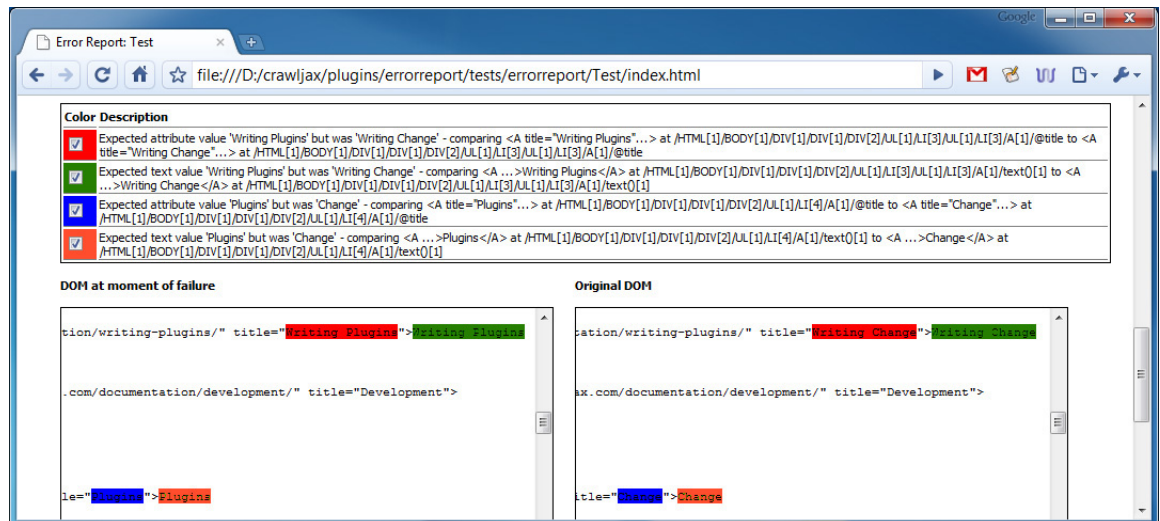 Google
Error Report: Test
file:///D:/crawljax/plugins/errorreport/tests/errorreport/Test/index.html
Color Description
Expected attribute value 'Writing Plugins' but was 'Writing Change' - comparing <A title="Writing Plugins"...> at /HTML[1]/BODY[1]/DIV[1]/DIV[1]/DIV[2]/UL[1]/LI[3]/UL[1]/LI[3]/A[1]/@title to <A
title="Writing Change"...> at /HTML[1]/BODY[1]/DIV[1]/DIV[1]/DIV[2]/UL[1]/LI[3]/UL[1]/LI[3]/A[1]/@title
Expected text value 'Writing Plugins' but was 'Writing Change' - comparing <A ...>Writing Plugins</A> at /HTML[1]/BODY[1]/DIV[1]/DIV[1]/DIV[2]/UL[1]/LI[3]/UL[1]/LI[3]/A[1]/text()[1] to <A
...>Writing Change</A> at /HTML[1]/BODY[1]/DIV[1]/DIV[1]/DIV[2]/UL[1]/LI[3]/UL[1]/LI[3]/A[1]/text()[1]
Expected attribute value 'Plugins' but was 'Change' - comparing <A title="Plugins"...> at /HTML[1]/BODY[1]/DIV[1]/DIV[1]/DIV[2]/UL[1]/LI[4]/A[1]/@title to <A title="Change"...> at
/HTML[1]/BODY[1]/DIV[1]/DIV[1]/DIV[2]/UL[1]/LI[4]/A[1]/@title
Expected text value 'Plugins' but was 'Change' - comparing <A ...>Plugins</A> at /HTML[1]/BODY[1]/DIV[1]/DIV[1]/DIV[2]/UL[1]/LI[4]/A[1]/text()[1] to <A ...>Change</A> at
/HTML[1]/BODY[1]/DIV[1]/DIV[1]/DIV[2]/UL[1]/LI[4]/A[1]/text()[1]
DOM at moment of failure
tion/writing-plugins/" title="Writing Plugins">Writing Plugins
.com/documentation/development/" title="Development">
le="Plugins">Plugins
Original DOM
tation/writing-plugins/" title="Writing Change">Writing Change
ax.com/documentation/development/" title="Development">
itle="Change">Change